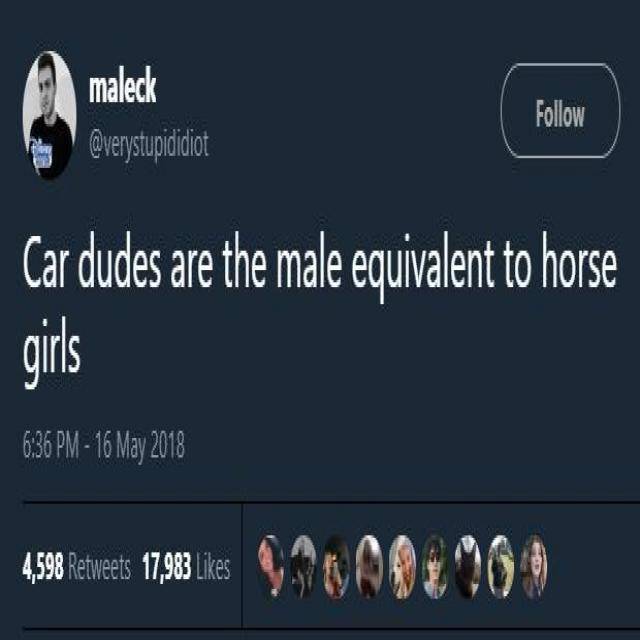 maleck
@verystupididiot
Follow
Car dudes are the male equivalent to horse
girls
6:36 PM - 16 May 2018
4,598 Retweets 17,983 Likes